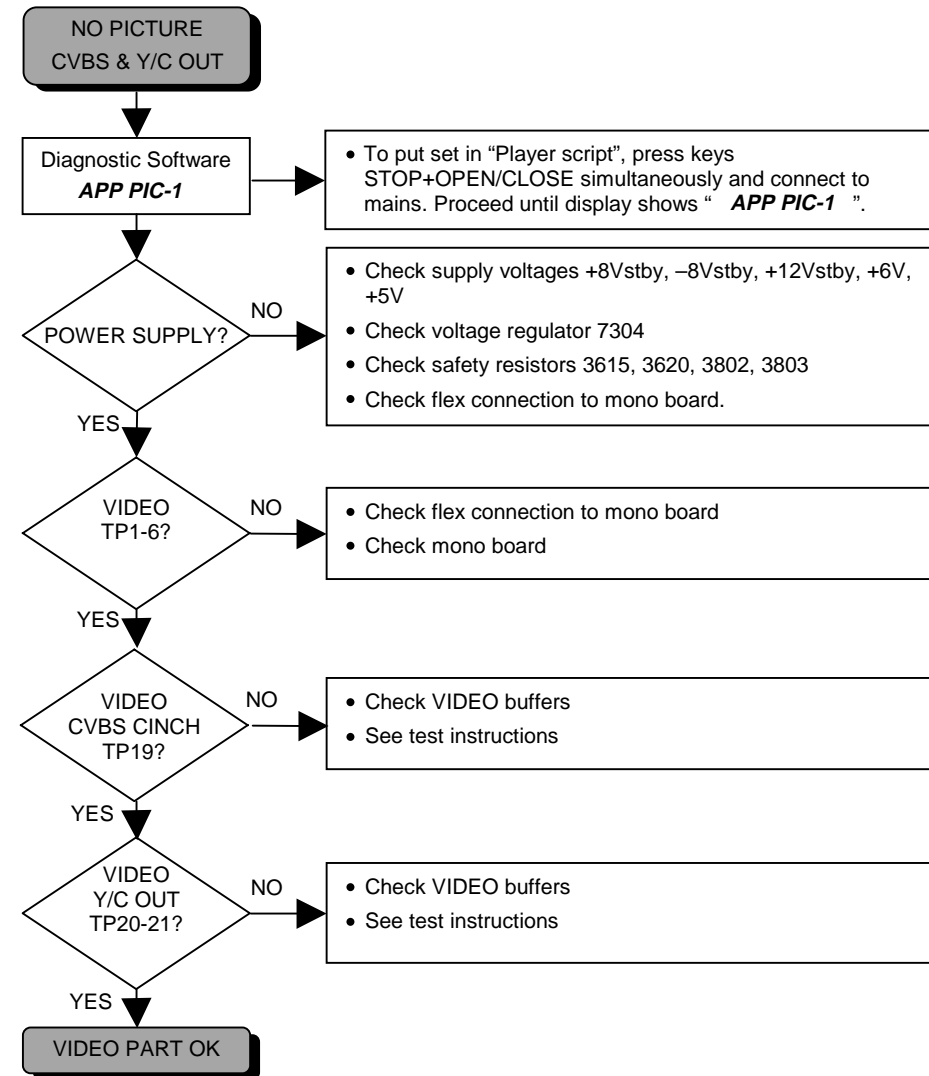 NO PICTURE
CVBS & Y/C OUT
Diagnostic Software
APP PIC-1
• To put set in “Player script”, press keys
STOP+OPEN/CLOSE simultaneously and connect to
mains. Proceed until display shows “ APP PIC-1 ”.
POWER SUPPLY?
NO
• Check supply voltages +8Vstby, –8Vstby, +12Vstby, +6V,
+5V
• Check voltage regulator 7304
• Check safety resistors 3615, 3620, 3802, 3803
• Check flex connection to mono board.
YES
VIDEO
TP1-6?
NO
• Check flex connection to mono board
• Check mono board
YES
VIDEO
CVBS CINCH
TP19?
NO
• Check VIDEO buffers
• See test instructions
YES
VIDEO
Y/C OUT
TP20-21?
NO
• Check VIDEO buffers
• See test instructions
YES
VIDEO PART OK